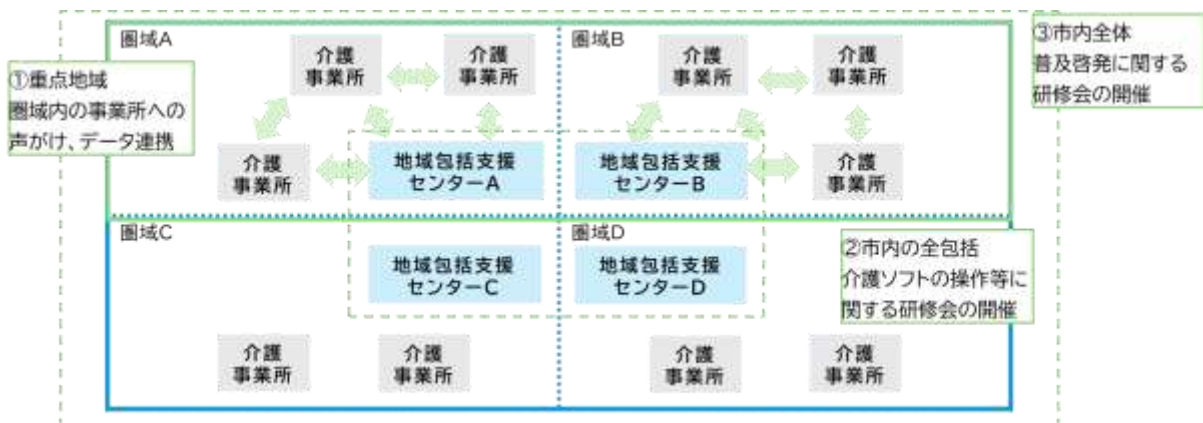 圏域A
介護
事業所
介護
事業所
圏域B
介護
事業所
介護
事業所
③市内全体
普及啓発に関する
研修会の開催
①重点地域
圏域内の事業所への
声がけ、データ連携
介護
事業所
地域包括支援
センターA
地域包括支援
センターB
介護
事業所
圏域C
地域包括支援
センターC
圏域D
地域包括支援
センターD
②市内の全包括
介護ソフトの操作等に
関する研修会の開催
介護
事業所
介護
事業所
介護
事業所
介護
事業所